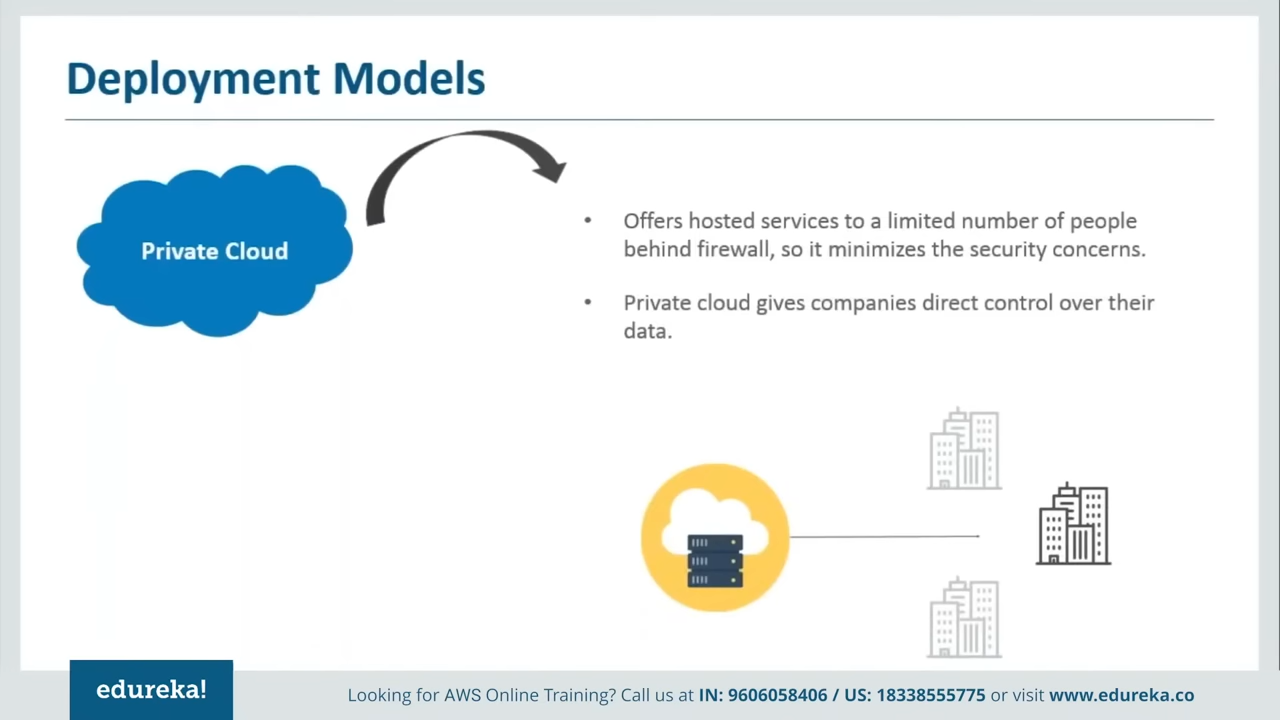 Deployment Models
Private Cloud
• Offers hosted services to a limited number of people
behind firewall, so it minimizes the security concerns.
• Private cloud gives companies direct control over their
data.
edureka!
Looking for AWS Online Training? Call us at IN: 9606058406 / US: 18338555775 or visit www.edureka.co